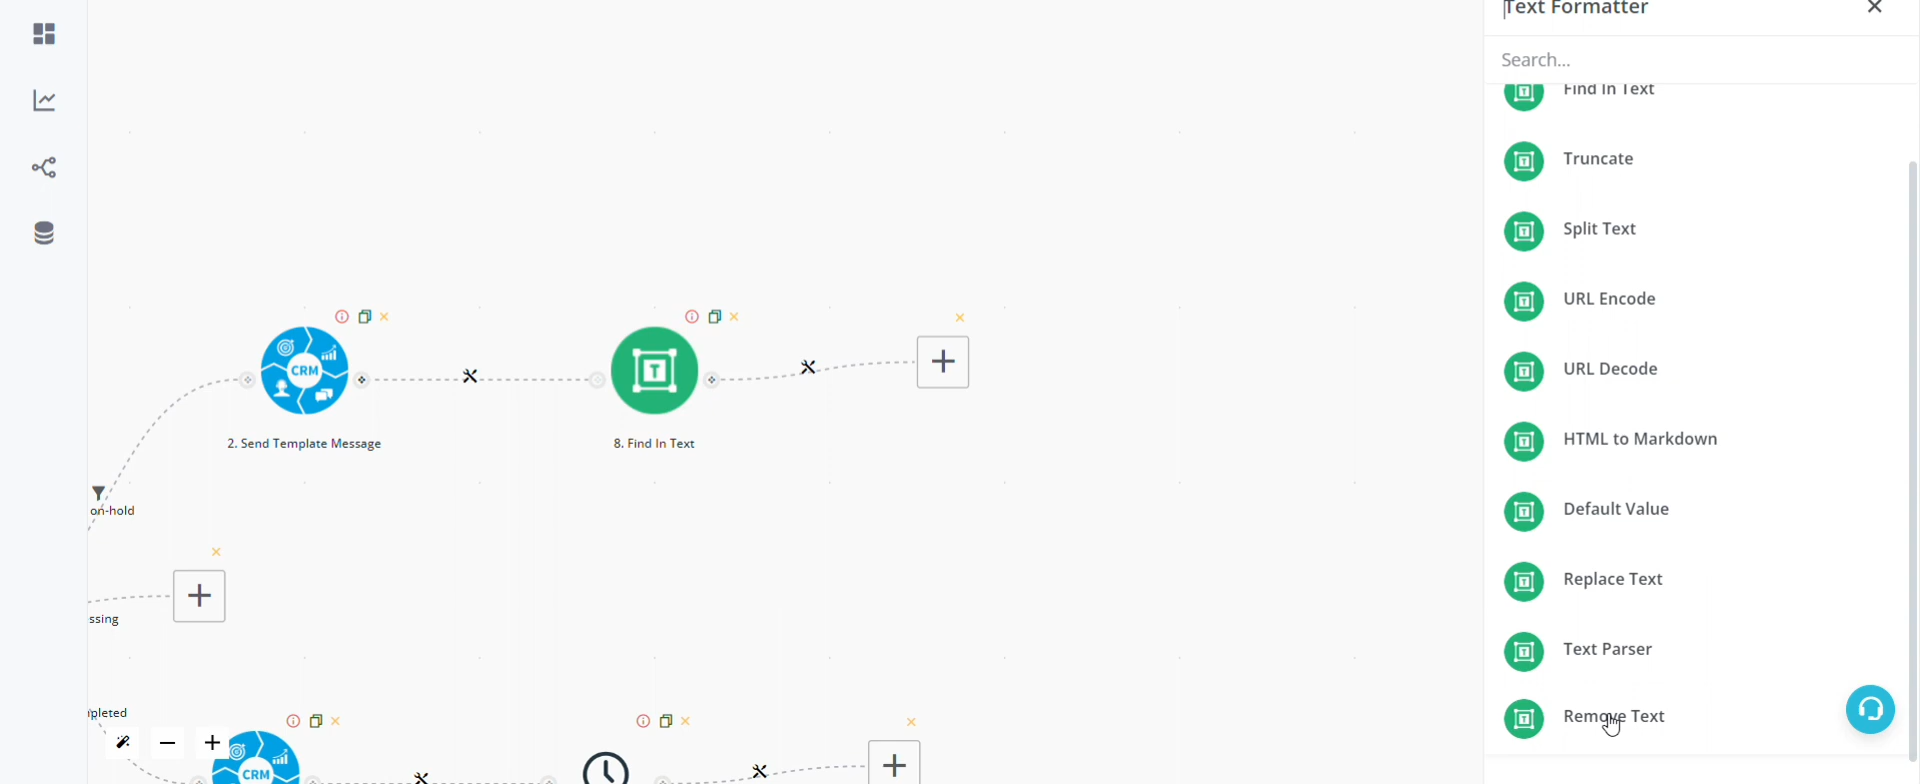 Text Formatter
Search...
Find In Text
Truncate
Split Text
URL Encode
URL Decode
HTML to Markdown
Default Value
Replace Text
Text Parser
Remove Text
CRM
2. Send Template Message
T
8. Find In Text
on-hold
ssing
pleted
CRM